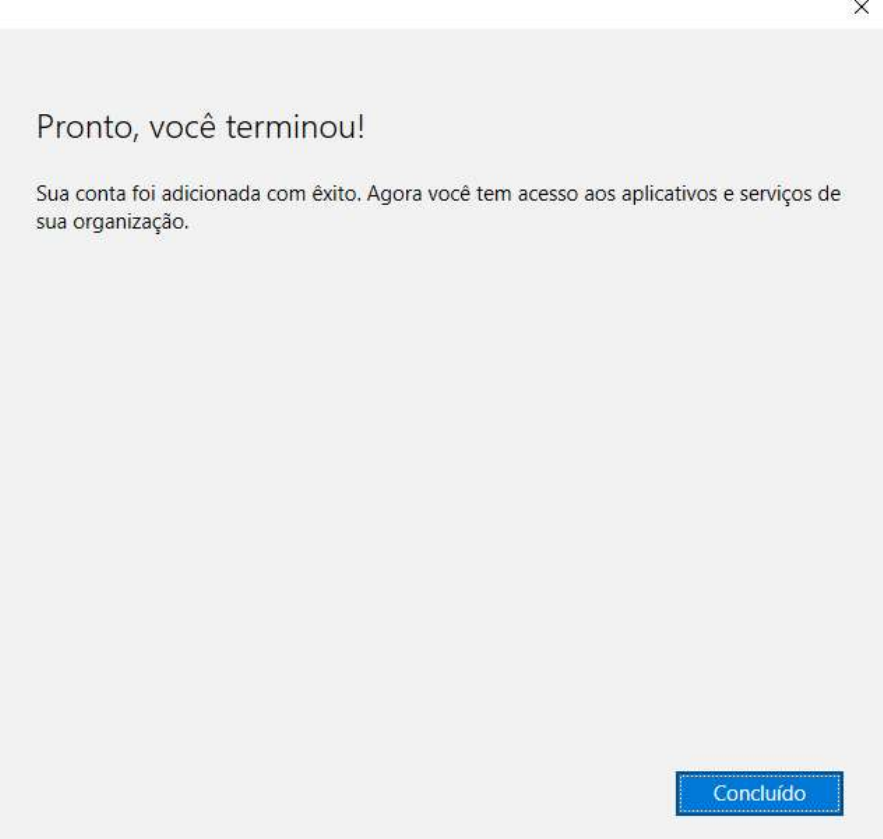 Pronto, você terminou!
Sua conta foi adicionada com êxito. Agora você tem acesso aos aplicativos e serviços de
sua organização.
Concluído